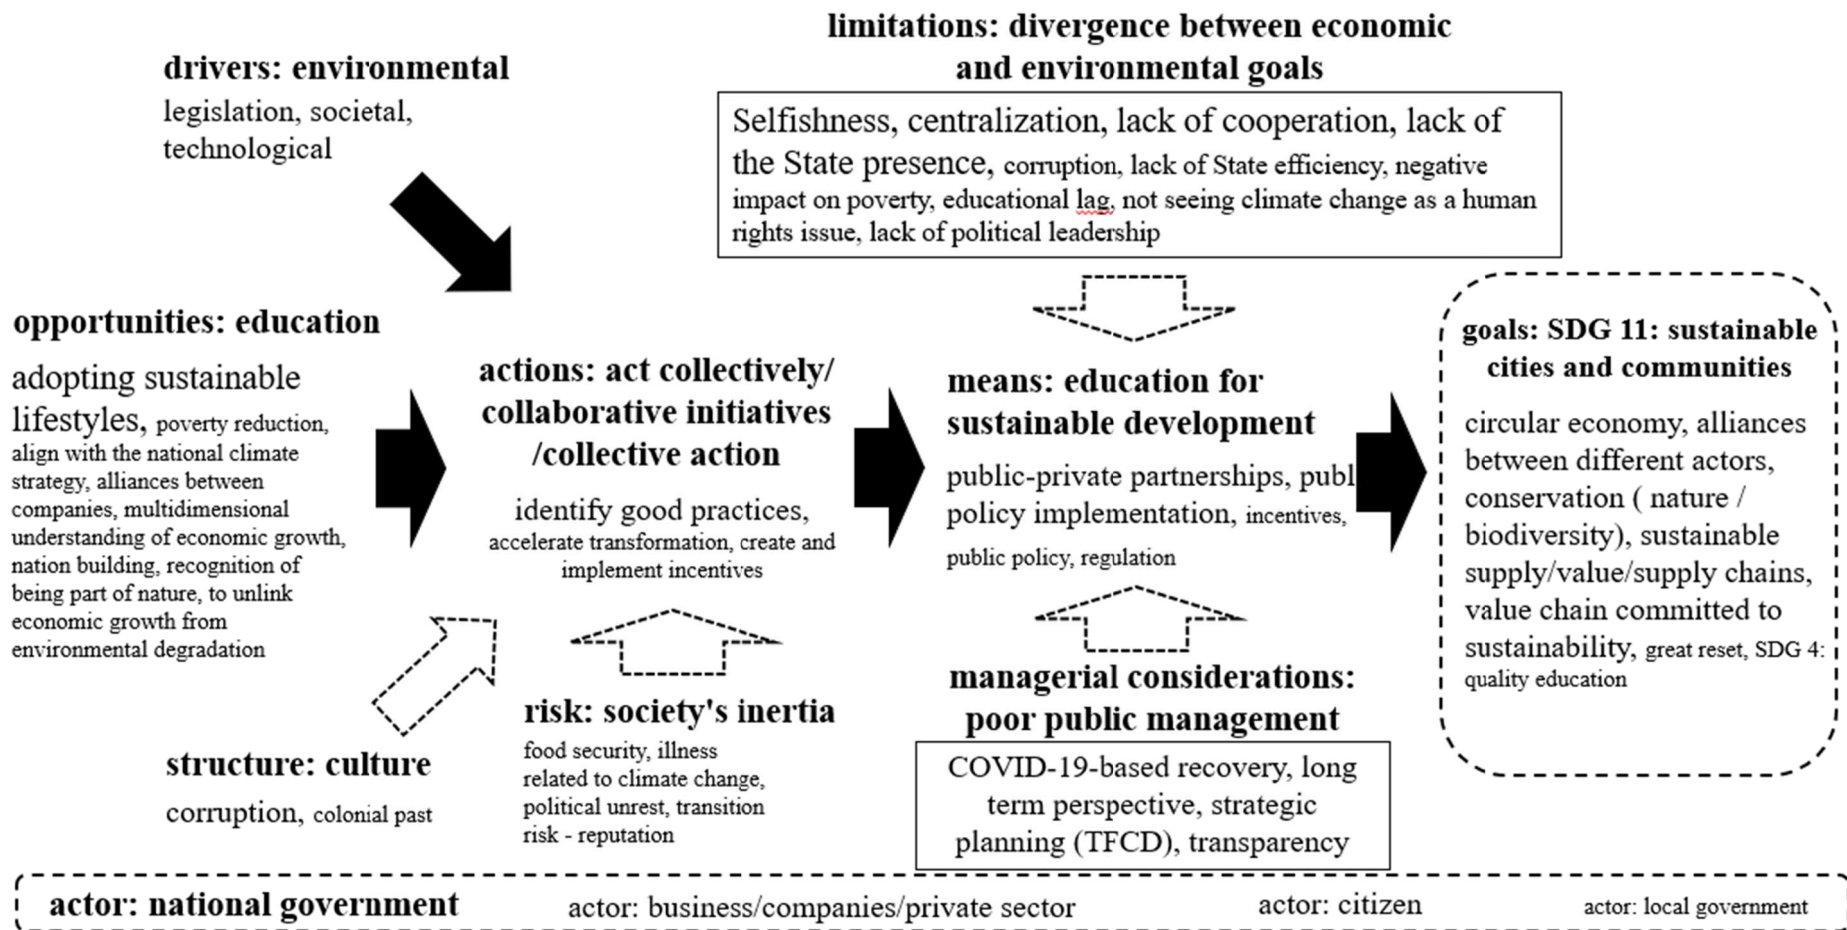 drivers: environmental
legislation, societal,
technological
limitations: divergence between economic
and environmental goals
Selfishness, centralization, lack of cooperation, lack of
the State presence, corruption, lack of State efficiency, negative
impact on poverty, educational lag, not seeing climate change as a human
rights issue, lack of political leadership
opportunities: education
adopting sustainable
lifestyles, poverty reduction,
align with the national climate
strategy, alliances between
companies, multidimensional
understanding of economic growth,
nation building, recognition of
being part of nature, to unlink
economic growth from
environmental degradation
actions: act collectively/
collaborative initiatives
/collective action
identify good practices,
accelerate transformation, create and
implement incentives
means: education for
sustainable development
public-private partnerships, publ
policy implementation, incentives,
public policy, regulation
goals: SDG 11: sustainable
cities and communities
circular economy, alliances
between different actors,
conservation ( nature /
biodiversity), sustainable
supply/value/supply chains,
value chain committed to
sustainability, great reset, SDG 4:
quality education
structure: culture
corruption, colonial past
risk: society's inertia
food security, illness
related to climate change,
political unrest, transition
risk - reputation
managerial considerations:
poor public management
COVID-19-based recovery, long
term perspective, strategic
planning (TFCD), transparency
actor: national government
actor: business/companies/private sector
actor: citizen
actor: local government